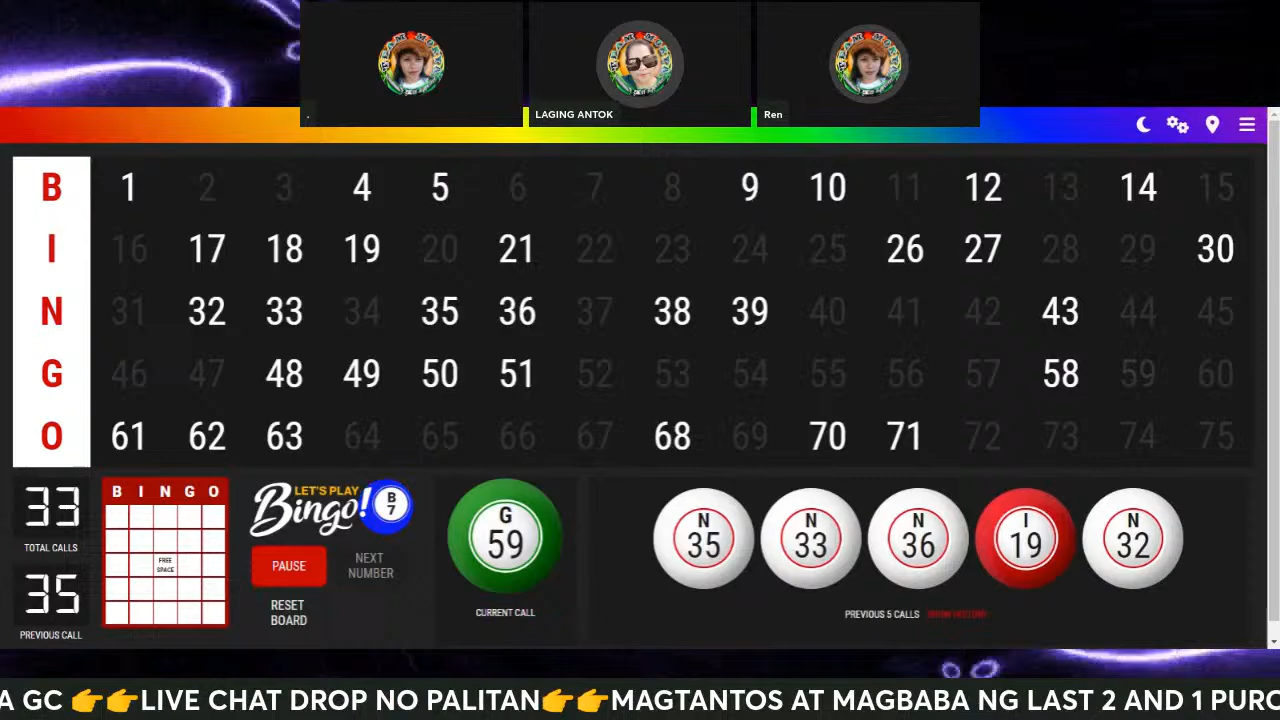 .
LAGING ANTOK
Ren
B 1 2 3 4 5 6 7 8 9 10 11 12 13 14 15
I 16 17 18 19 20 21 22 23 24 25 26 27 28 29 30
N 31 32 33 34 35 36 37 38 39 40 41 42 43 44 45
G 46 47 48 49 50 51 52 53 54 55 56 57 58 59 60
O 61 62 63 64 65 66 67 68 69 70 71 72 73 74 75
33
TOTAL CALLS
35
PREVIOUS CALL
B I N G O
FREE
SPACE
LET'S PLAY
Bingo!
B
7
PAUSE
NEXT
NUMBER
RESET
BOARD
G
59
CURRENT CALL
N
35
N
33
N
36
I
19
N
32
PREVIOUS 5 CALLS
A GC 👉👉LIVE CHAT DROP NO PALITAN👉👉MAGTANTOS AT MAGBABA NG LAST 2 AND 1 PURO